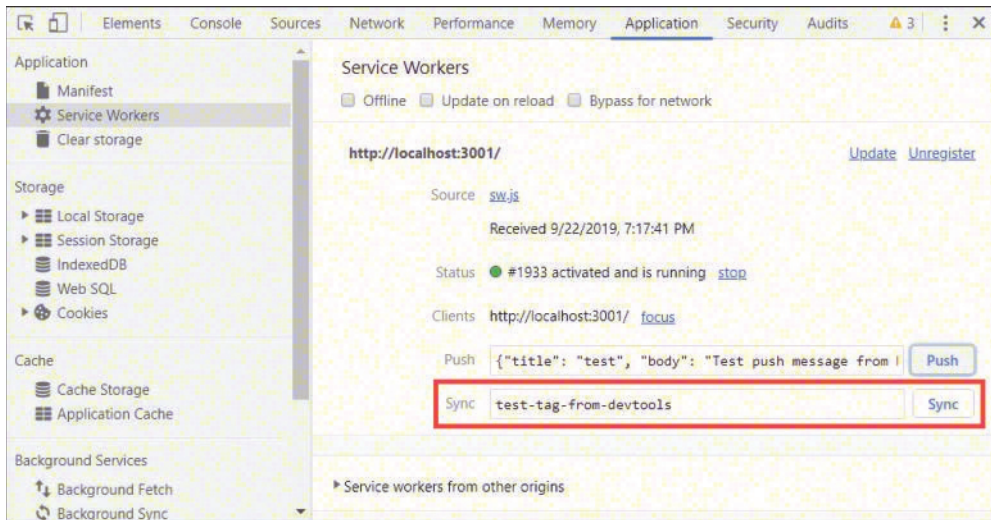 Elements Console Sources Network Performance Memory Application Security Audits 3
Application
Manifest
Service Workers
Clear storage
Storage
Local Storage
Session Storage
IndexedDB
Web SQL
Cookies
Cache
Cache Storage
Application Cache
Background Services
Background Fetch
Background Sync
Service Workers
Offline Update on reload Bypass for network
http://localhost:3001/ Update Unregister
Source sw.js
Received 9/22/2019, 7:17:41 PM
Status #1933 activated and is running stop
Clients http://localhost:3001/ focus
Push {"title": "test", "body": "Test push message from Push
Sync test-tag-from-devtools Sync
Service workers from other origins